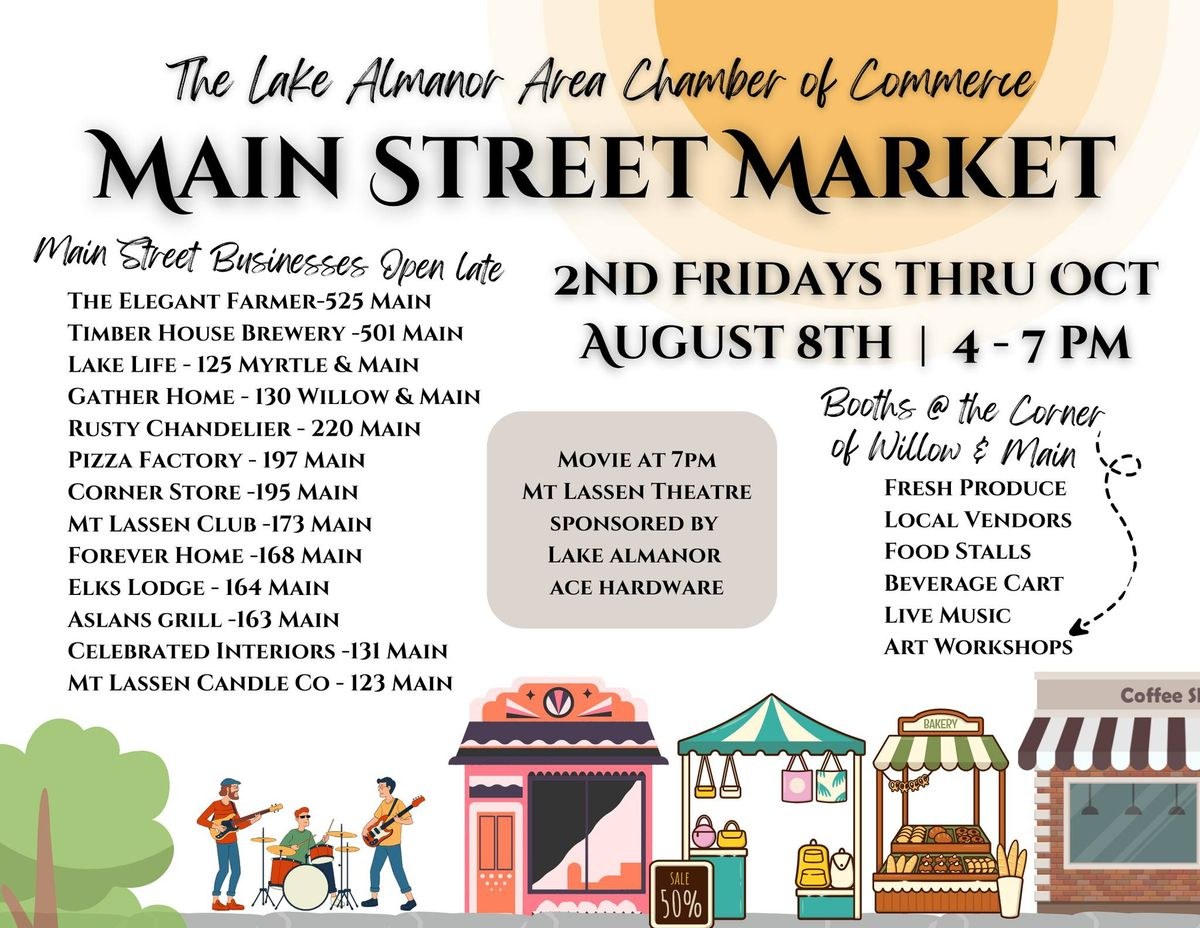 The Lake Almanor Area Chamber of Commerce
Main Street Market
Main Street Businesses Open Late
The Elegant Farmer-525 Main
Timber House Brewery -501 Main
Lake Life - 125 Myrtle & Main
Gather Home - 130 Willow & Main
Rusty Chandelier - 220 Main
Pizza Factory - 197 Main
Corner Store -195 Main
Mt Lassen Club -173 Main
Forever Home -168 Main
Elks Lodge - 164 Main
Aslans grill -163 Main
Celebrated Interiors -131 Main
Mt Lassen Candle Co - 123 Main
2nd Fridays thru Oct
August 8th | 4 - 7 pm
Movie at 7pm
Mt Lassen Theatre
sponsored by
Lake almanor
ace hardware
Booths @ the Corner
of Willow & Main
Fresh Produce
Local Vendors
Food Stalls
Beverage Cart
Live Music
Art Workshops
Coffee Sh
BAKERY
SALE
50%